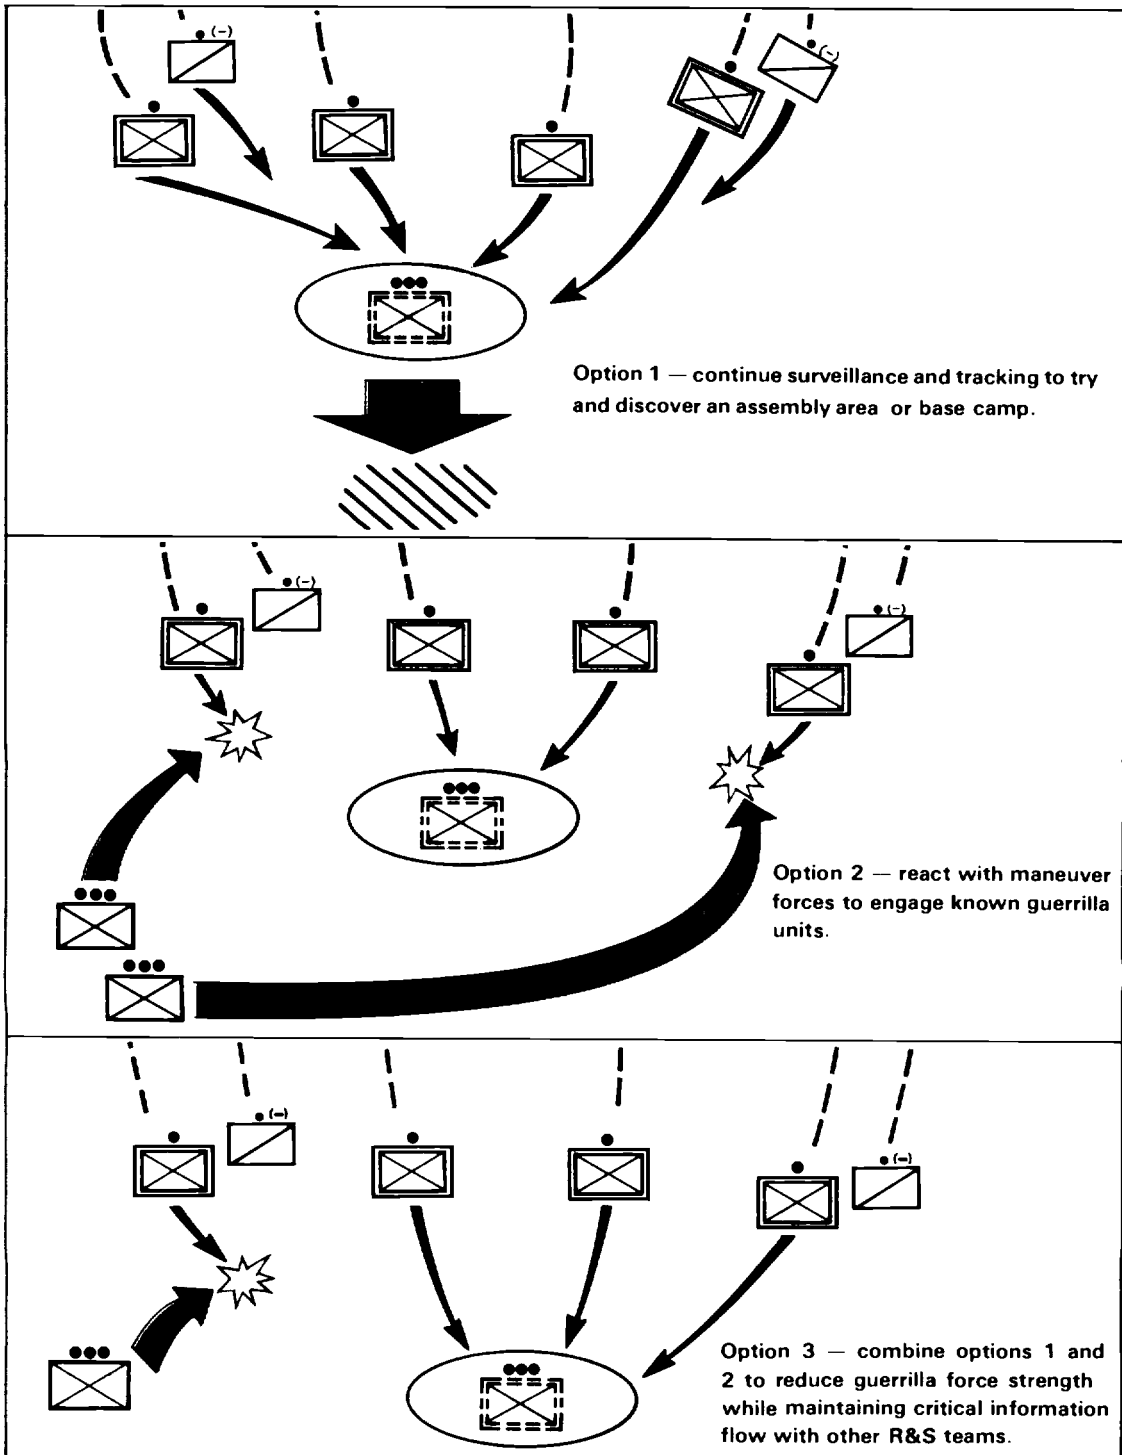 (–)
(–)
Option 1 — continue surveillance and tracking to try
and discover an assembly area or base camp.
(–)
(–)
Option 2 — react with maneuver
forces to engage known guerrilla
units.
(–)
(–)
Option 3 — combine options 1 and
2 to reduce guerrilla force strength
while maintaining critical information
flow with other R&S teams.